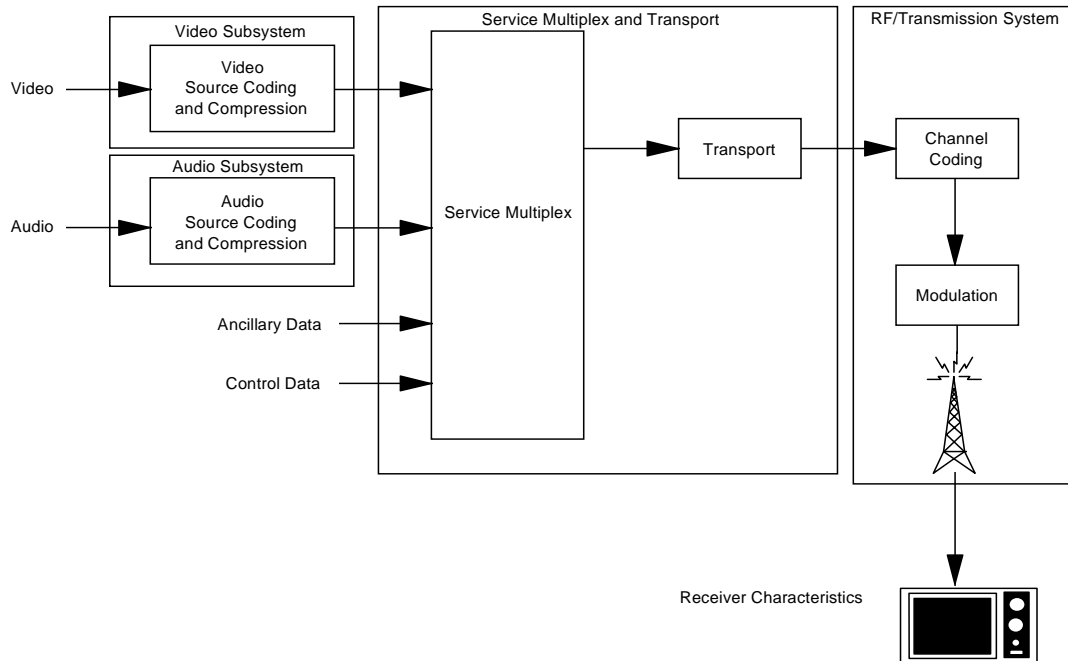 Service Multiplex and Transport
RF/Transmission System
Video Subsystem
Video
Source Coding
and Compression
Video
Audio Subsystem
Audio
Source Coding
and Compression
Audio
Service Multiplex
Transport
Channel
Coding
Modulation
Ancillary Data
Control Data
Receiver Characteristics